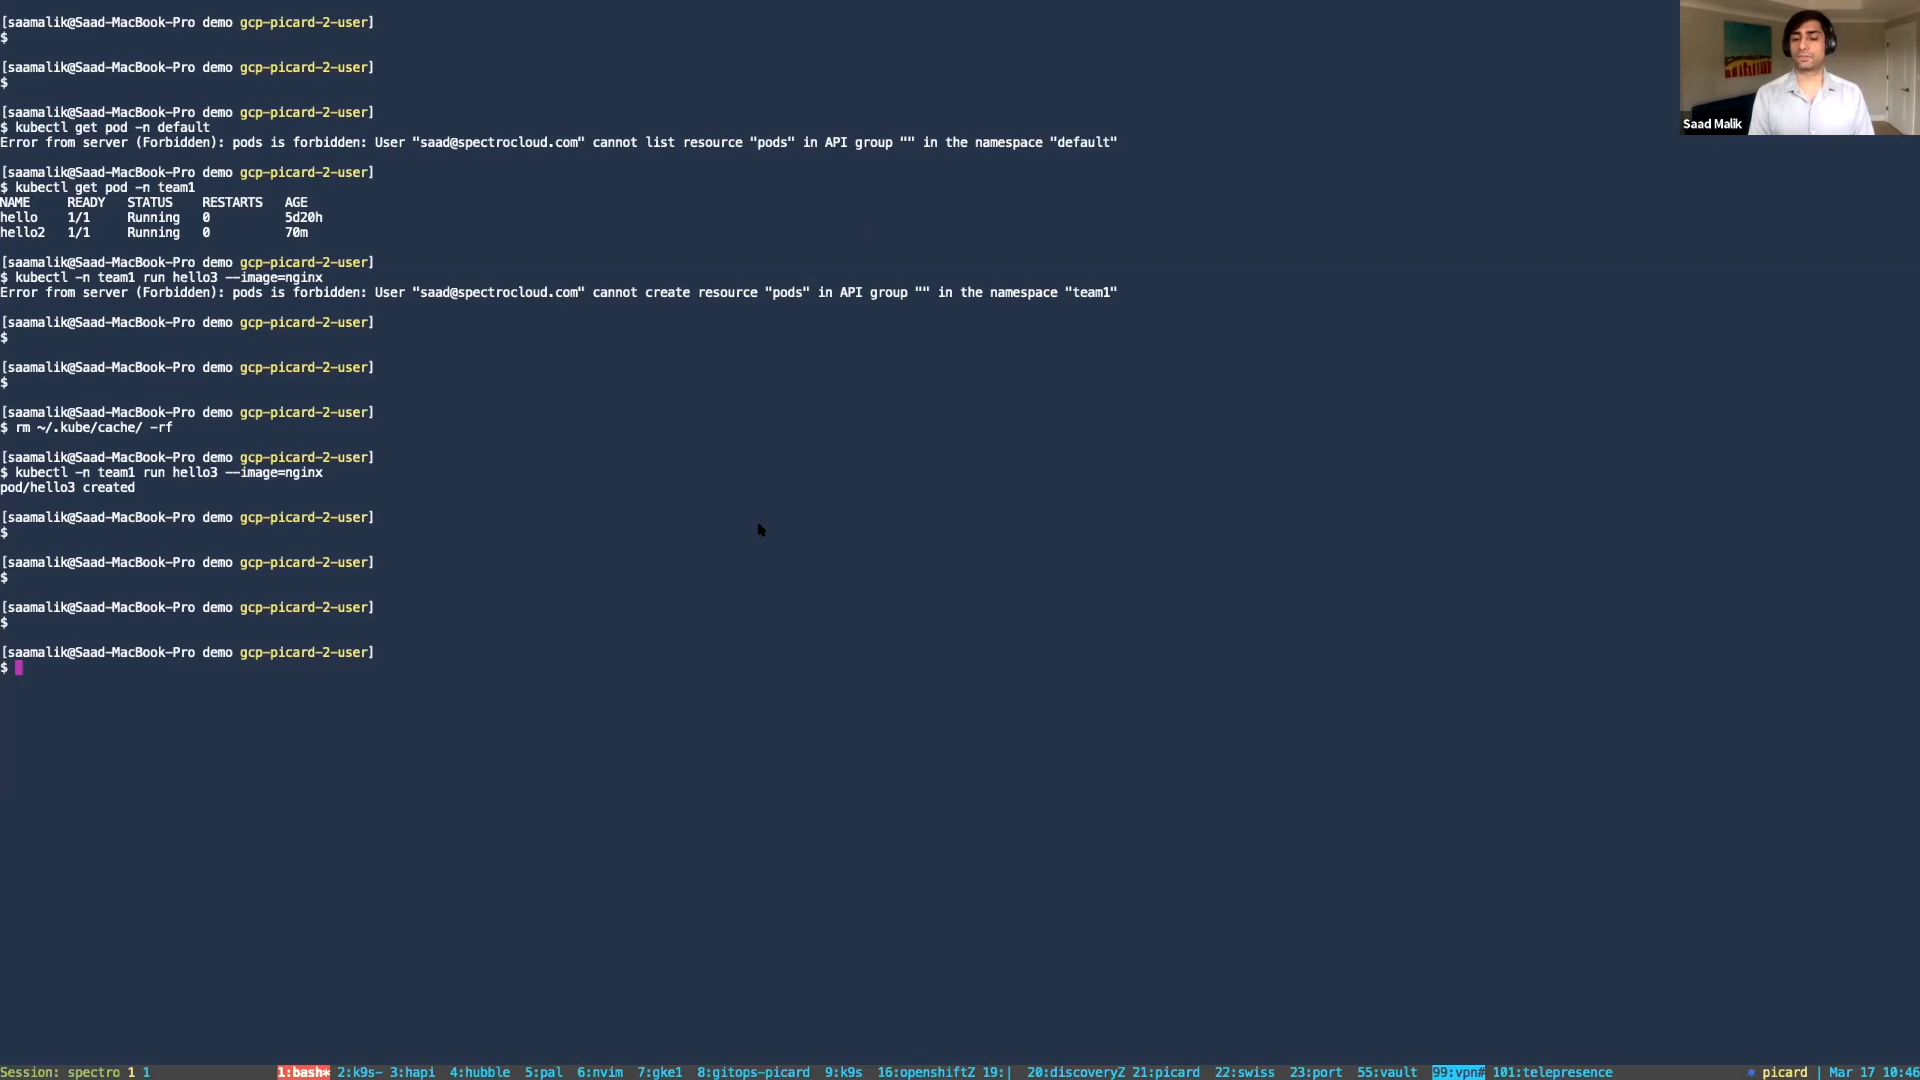 [saamalik@Saad-MacBook-Pro demo gcp-picard-2-user]
$
[saamalik@Saad-MacBook-Pro demo gcp-picard-2-user]
$
[saamalik@Saad-MacBook-Pro demo gcp-picard-2-user]
$ kubectl get pod -n default
Error from server (Forbidden): pods is forbidden: User "saad@spectrocloud.com" cannot list resource "pods" in API group "" in the namespace "default"
[saamalik@Saad-MacBook-Pro demo gcp-picard-2-user]
$ kubectl get pod -n team1
NAME READY STATUS RESTARTS AGE
hello 1/1 Running 0 5d20h
hello2 1/1 Running 0 70m
[saamalik@Saad-MacBook-Pro demo gcp-picard-2-user]
$ kubectl -n team1 run hello3 --image=nginx
Error from server (Forbidden): pods is forbidden: User "saad@spectrocloud.com" cannot create resource "pods" in API group "" in the namespace "team1"
[saamalik@Saad-MacBook-Pro demo gcp-picard-2-user]
$
[saamalik@Saad-MacBook-Pro demo gcp-picard-2-user]
$
[saamalik@Saad-MacBook-Pro demo gcp-picard-2-user]
$ rm ~/.kube/cache/ -rf
[saamalik@Saad-MacBook-Pro demo gcp-picard-2-user]
$ kubectl -n team1 run hello3 --image=nginx
pod/hello3 created
[saamalik@Saad-MacBook-Pro demo gcp-picard-2-user]
$
[saamalik@Saad-MacBook-Pro demo gcp-picard-2-user]
$
[saamalik@Saad-MacBook-Pro demo gcp-picard-2-user]
$
[saamalik@Saad-MacBook-Pro demo gcp-picard-2-user]
$
Saad Malik
Session: spectro 1 1 1:bash* 2:k9s- 3:hapi 4:hubble 5:pal 6:nvim 7:gke1 8:gitops-picard 9:k9s 16:openshiftZ 19:| 20:discoveryZ 21:picard 22:swiss 23:port 55:vault 99:vpn# 101:telepresence * picard | Mar 17 10:46